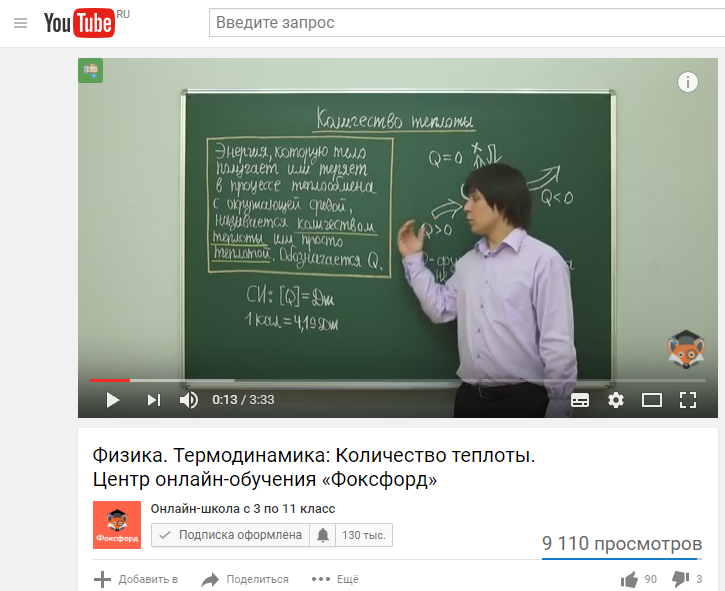 YouTube RU
Введите запрос
Количество теплоты
Энергия, которую тело
получает или теряет
в процессе теплообмена
с окружающей средой,
называется количеством
теплоты или просто
теплотой. Обозначается Q.
Q=0
Q<0
Q>0
СИ: [Q]=Дж
1 кал=4,19Дж
0:13 / 3:33
Физика. Термодинамика: Количество теплоты.
Центр онлайн-обучения «Фоксфорд»
Фоксфорд
Онлайн-школа с 3 по 11 класс
Подписка оформлена 130 тыс.
9 110 просмотров
Добавить в Поделиться Ещё 90 3